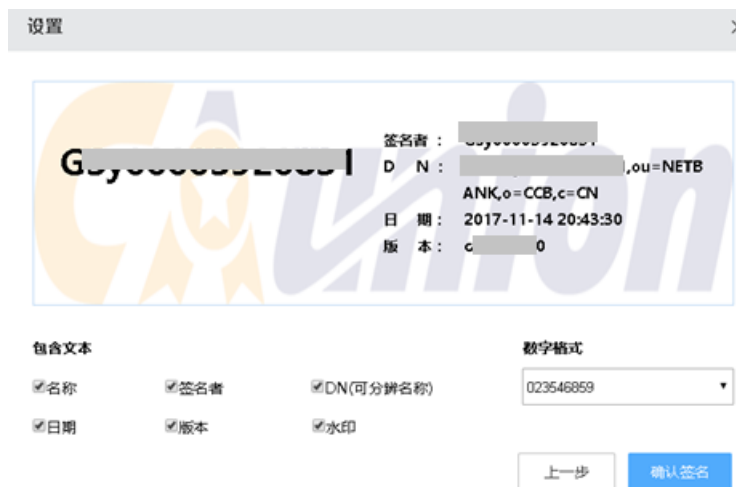 设置
签名者：
D N：
,ou=NETB
ANK,o=CCB,c=CN
日 期： 2017-11-14 20:43:30
版 本： c 0
union
包含文本
数字格式
名称
签名者
DN(可分辨名称)
023546859
日期
版本
水印
上一步
确认签名